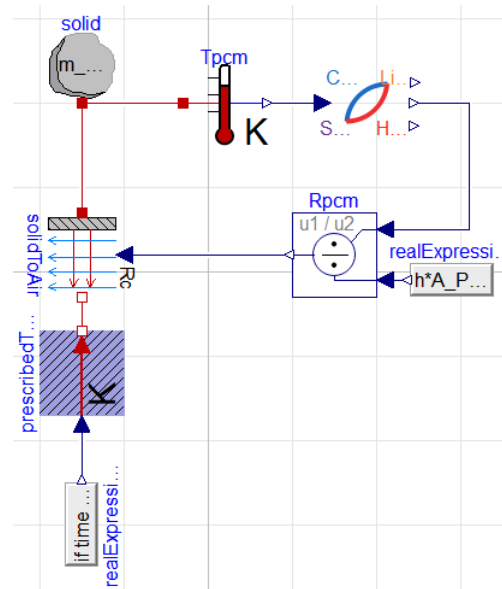 solid
m_...
Tpcm
K
C...
Li...
S...
H...
Rpcm
u1 / u2
realExpressi...
h*A_P...
solidToAir
Rc
prescribedT...
K
realExpressi...
if time ...